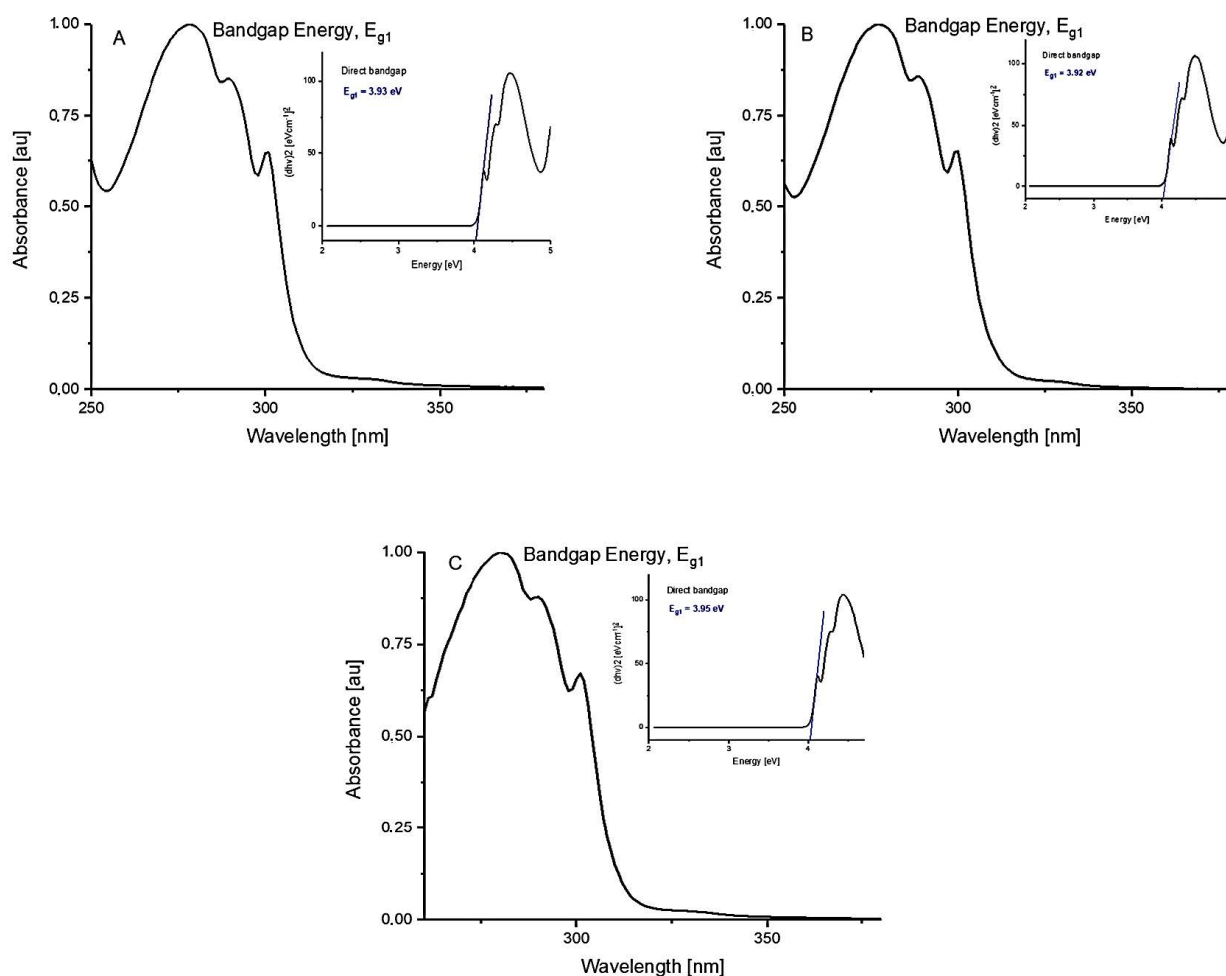 A
Bandgap Energy, Eg1
Direct bandgap
Eg1 = 3.93 eV
(dhv)2 [eVcm⁻¹]²
100
50
0
2 3 4 5
Energy [eV]
Absorbance [au]
1.00
0.75
0.50
0.25
0.00
250 300 350
Wavelength [nm]
B
Bandgap Energy, Eg1
Direct bandgap
Eg1 = 3.92 eV
(dhv)2 [eVcm⁻¹]²
100
50
0
2 3 4
Energy [eV]
Absorbance [au]
1.00
0.75
0.50
0.25
0.00
250 300 350
Wavelength [nm]
C
Bandgap Energy, Eg1
Direct bandgap
Eg1 = 3.95 eV
(dhv)2 [eVcm⁻¹]²
100
50
0
2 3 4
Energy [eV]
Absorbance [au]
1.00
0.75
0.50
0.25
0.00
300 350
Wavelength [nm]